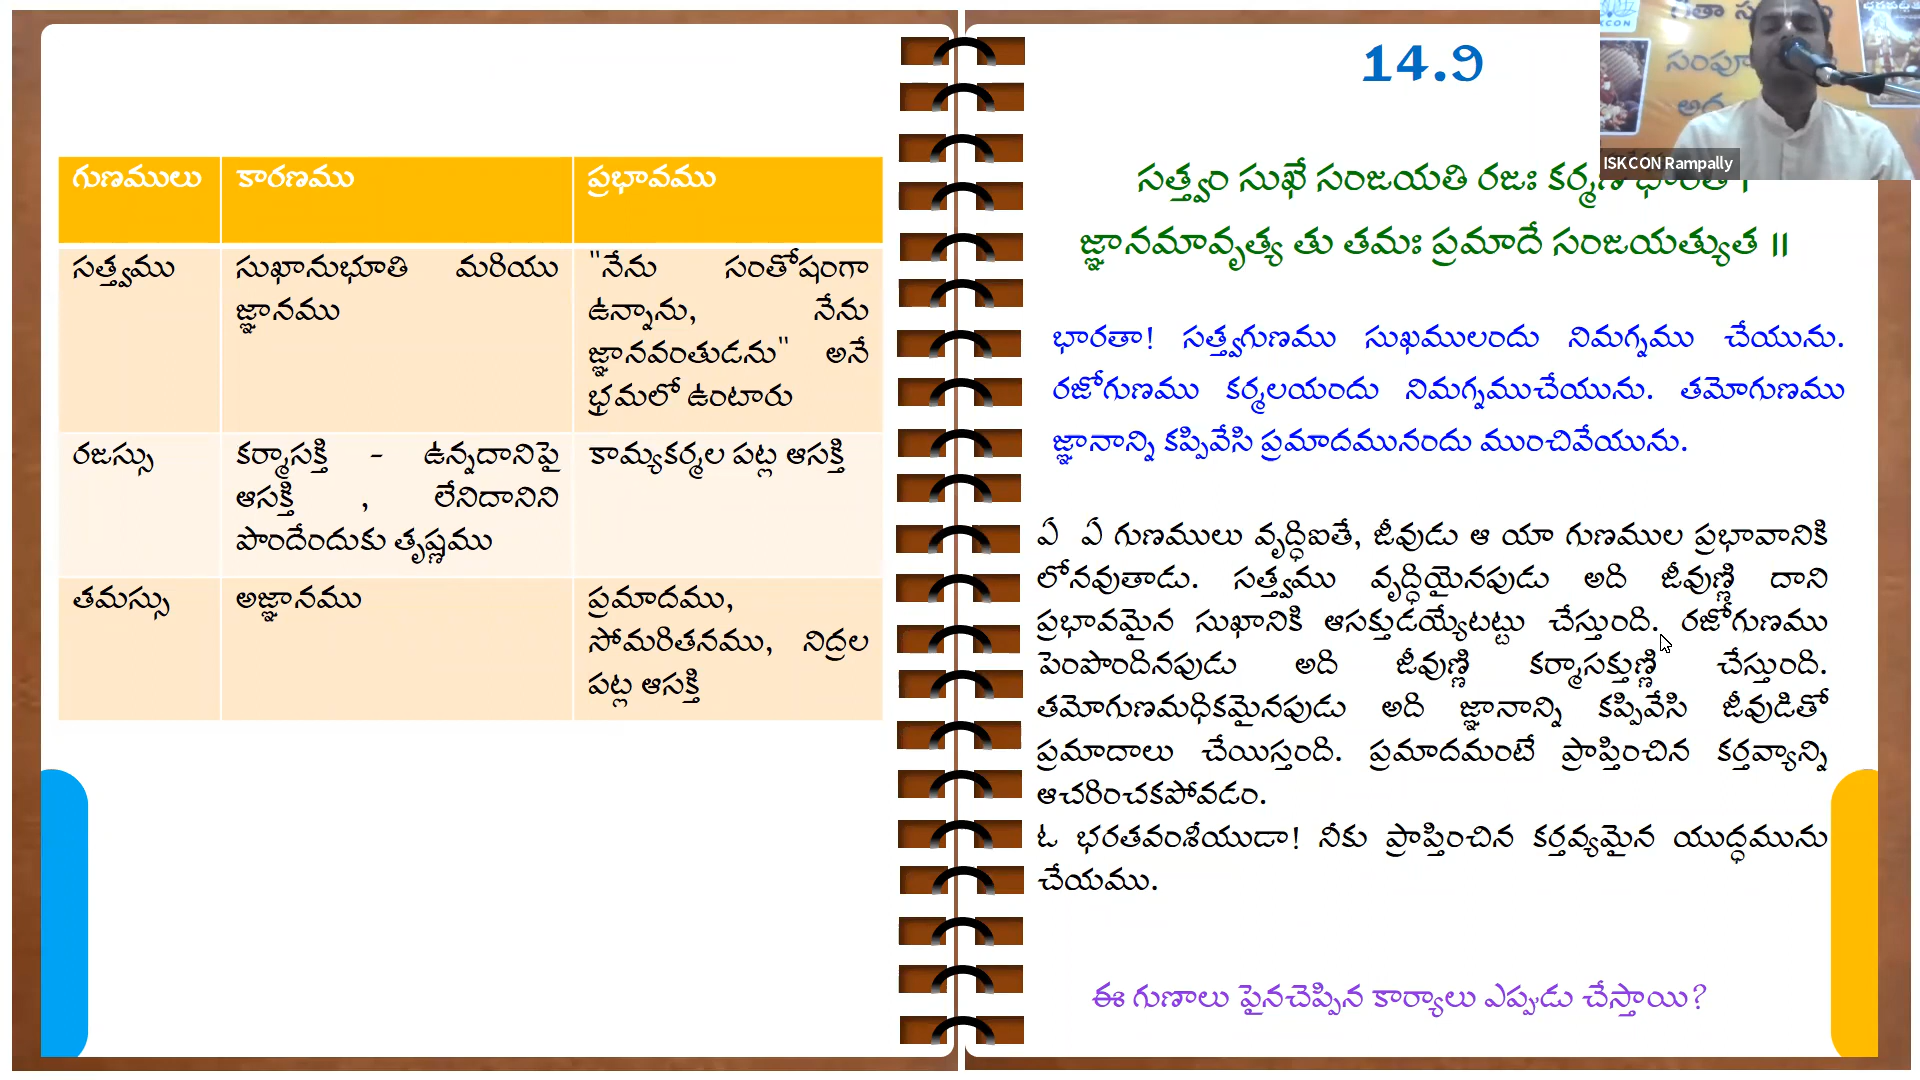 గుణములు కారణము ప్రభావము
సత్త్వము సుఖానుభూతి మరియు "నేను సంతోషంగా
జ్ఞానము ఉన్నాను, నేను
జ్ఞానవంతుడను" అనే
భ్రమలో ఉంటారు
రజస్సు కర్మాసక్తి - ఉన్నదానిపై కామ్యకర్మల పట్ల ఆసక్తి
ఆసక్తి , లేనిదానిని
పొందేందుకు తృష్ణము
తమస్సు అజ్ఞానము ప్రమాదము,
సోమరితనము, నిద్రల
పట్ల ఆసక్తి
14.9
సత్త్వం సుఖే సంజయతి రజః
జ్ఞానమావృత్య తు తమః ప్రమాదే సంజయత్యుత ॥
భారతా! సత్త్వగుణము సుఖములందు నిమగ్నము చేయును.
రజోగుణము కర్మలయందు నిమగ్నముచేయును. తమోగుణము
జ్ఞానాన్ని కప్పివేసి ప్రమాదమునందు ముంచివేయును.
ఏ ఏ గుణములు వృద్ధిఐతే, జీవుడు ఆ యా గుణముల ప్రభావానికి
లోనవుతాడు. సత్త్వము వృద్ధియైనపుడు అది జీవుణ్ణి దాని
ప్రభావమైన సుఖానికి ఆసక్తుడయ్యేటట్టు చేస్తుంది. రజోగుణము
పెంపొందినపుడు అది జీవుణ్ణి కర్మాసక్తుణ్ణి చేస్తుంది.
తమోగుణమధికమైనపుడు అది జ్ఞానాన్ని కప్పివేసి జీవుడితో
ప్రమాదాలు చేయిస్తంది. ప్రమాదమంటే ప్రాప్తించిన కర్తవ్యాన్ని
ఆచరించకపోవడం.
ఓ భరతవంశీయుడా! నీకు ప్రాప్తించిన కర్తవ్యమైన యుద్ధమును
చేయము.
ఈ గుణాలు పైనచెప్పిన కార్యాలు ఎప్పుడు చేస్తాయి?
ISKCON Rampally